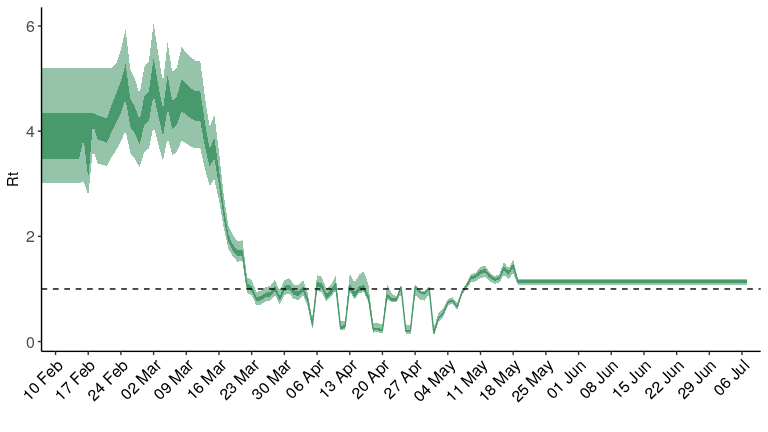 6
4
2
0
Rt
10 Feb
17 Feb
24 Feb
02 Mar
09 Mar
16 Mar
23 Mar
30 Mar
06 Apr
13 Apr
20 Apr
27 Apr
04 May
11 May
18 May
25 May
01 Jun
08 Jun
15 Jun
22 Jun
29 Jun
06 Jul